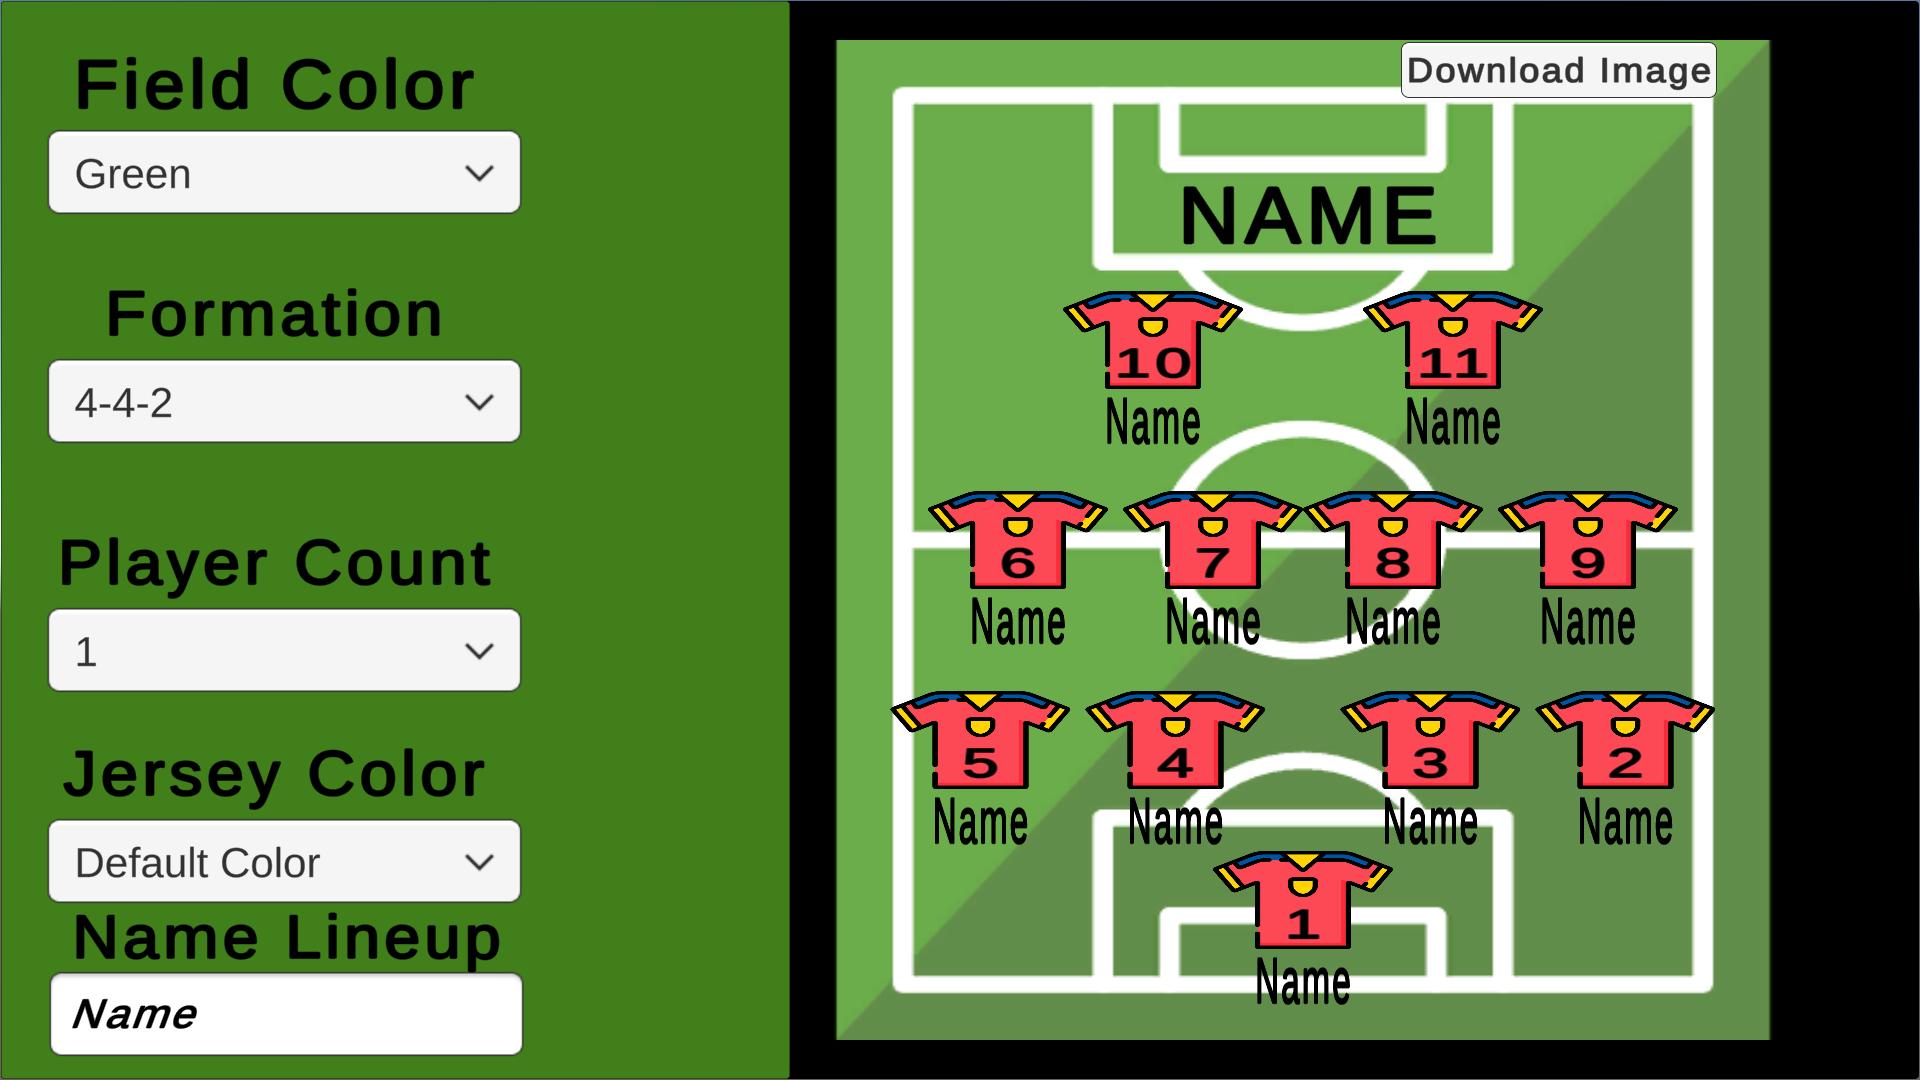 Field Color
Green
Formation
4-4-2
Player Count
1
Jersey Color
Default Color
Name Lineup
Name
Download Image
NAME
10 11
Name Name
6 7 8 9
Name Name Name Name
5 4 3 2
Name Name Name Name
1
Name